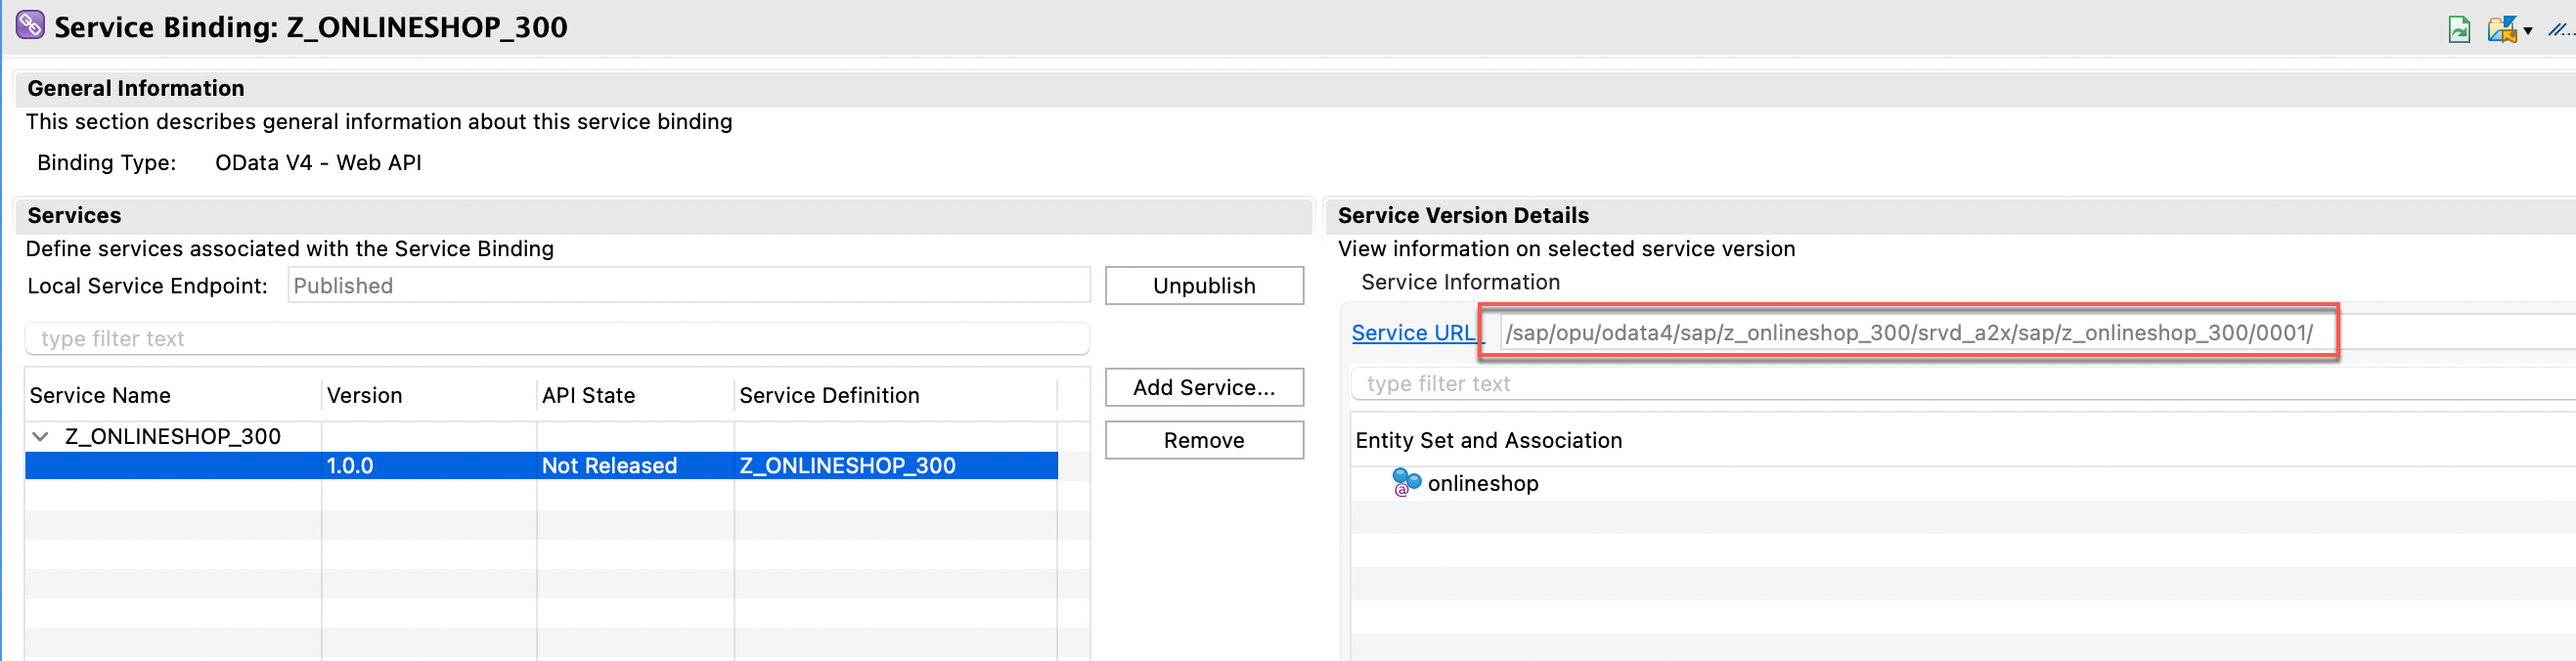 Service Binding: Z_ONLINESHOP_300
General Information
This section describes general information about this service binding
Binding Type: OData V4 - Web API
Services
Define services associated with the Service Binding
Local Service Endpoint: Published Unpublish
type filter text
Service Name Version API State Service Definition
Add Service...
Z_ONLINESHOP_300
Remove
1.0.0 Not Released Z_ONLINESHOP_300
Service Version Details
View information on selected service version
Service Information
Service URL /sap/opu/odata4/sap/z_onlineshop_300/srvd_a2x/sap/z_onlineshop_300/0001/
type filter text
Entity Set and Association
onlineshop